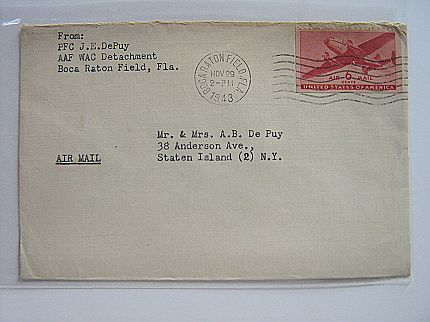 From:
PFC J.E.DePuy
AAF WAC Detachment
Boca Raton Field, Fla.
BOCA RATON FIELD, FLA.
NOV 29
2-PM
1943
AIR 6 MAIL
CENTS
UNITED STATES OF AMERICA
Mr. & Mrs. A.B. De Puy
38 Anderson Ave.,
AIR MAIL
Staten Island (2) N.Y.